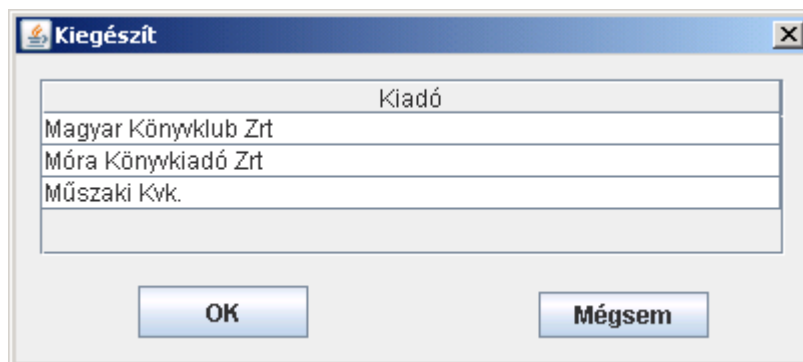 Kiegészít
Kiadó
Magyar Könyvklub Zrt
Móra Könyvkiadó Zrt
Műszaki Kvk.
OK
Mégsem